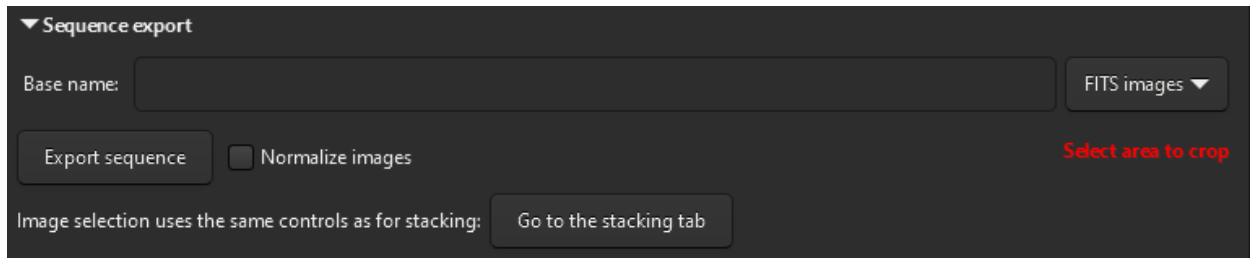 Sequence export
Base name: FITS images
Export sequence Normalize images Select area to crop
Image selection uses the same controls as for stacking: Go to the stacking tab